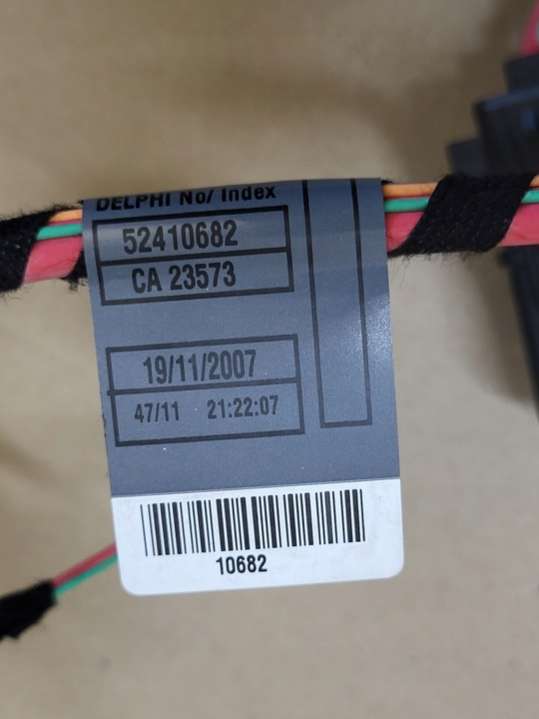 DELPHI No/ Index
52410682
CA 23573
19/11/2007
47/11 21:22:07
10682